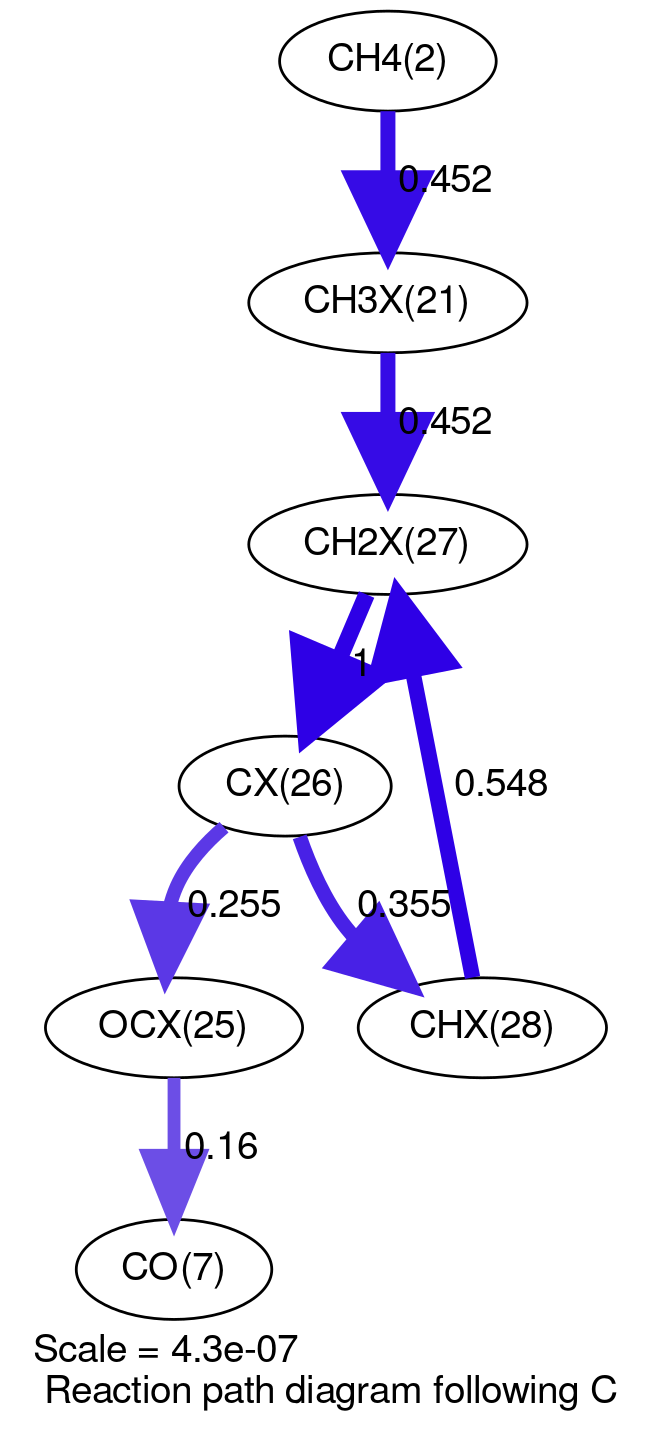 CH4(2)
0.452
CH3X(21)
0.452
CH2X(27)
1
CX(26)
0.548
0.255
0.355
OCX(25)
CHX(28)
0.16
CO(7)
Scale = 4.3e-07
Reaction path diagram following C